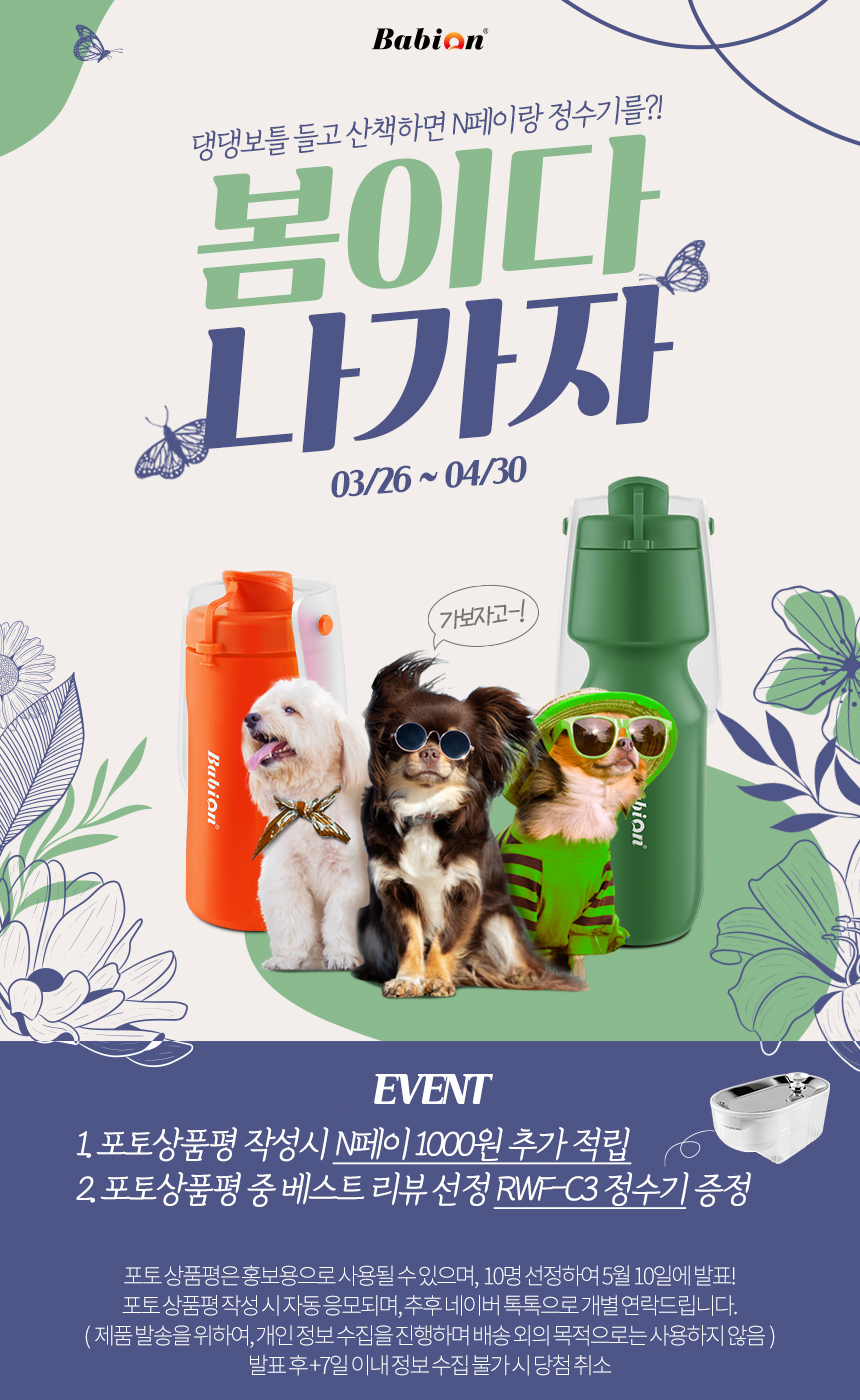 Babion®
댕댕보틀 들고 산책하면 N페이랑 정수기를?!
봄이다
나가자
03/26 ~ 04/30
가보자고-!
Babion®
bion®
EVENT
1. 포토상품평 작성시 N페이 1000원 추가 적립
2. 포토상품평 중 베스트 리뷰 선정 RWF-C3 정수기 증정
포토 상품평은 홍보용으로 사용될 수 있으며, 10명 선정하여 5월 10일에 발표!
포토 상품평 작성 시 자동 응모되며, 추후 네이버 톡톡으로 개별 연락드립니다.
( 제품 발송을 위하여, 개인 정보 수집을 진행하며 배송 외의 목적으로는 사용하지 않음 )
발표 후 +7일 이내 정보 수집 불가 시 당첨 취소